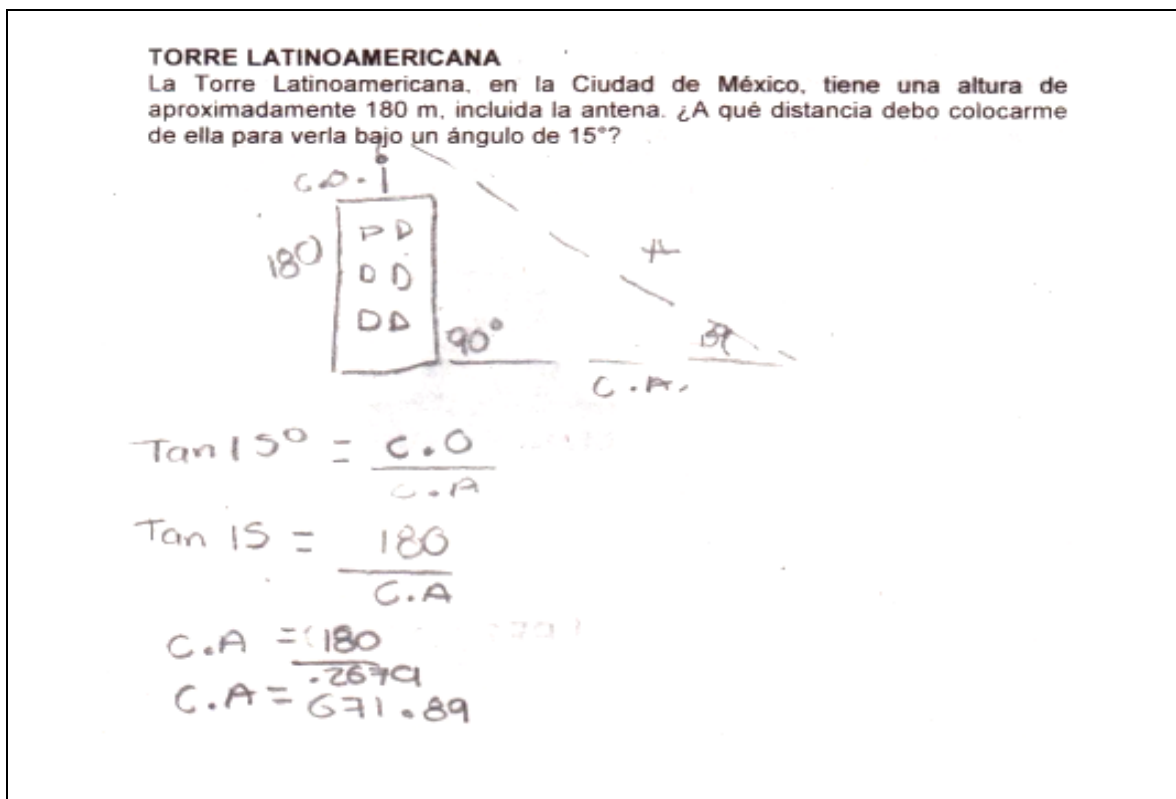 TORRE LATINOAMERICANA
La Torre Latinoamericana, en la Ciudad de México, tiene una altura de
aproximadamente 180 m, incluida la antena. ¿A qué distancia debo colocarme
de ella para verla bajo un ángulo de 15°?
C.O.
180
H
90°
C.A.
Tan 15° = C.O
C.A
Tan 15 = 180
C.A
C.A = 180
.2679
C.A = 671.89